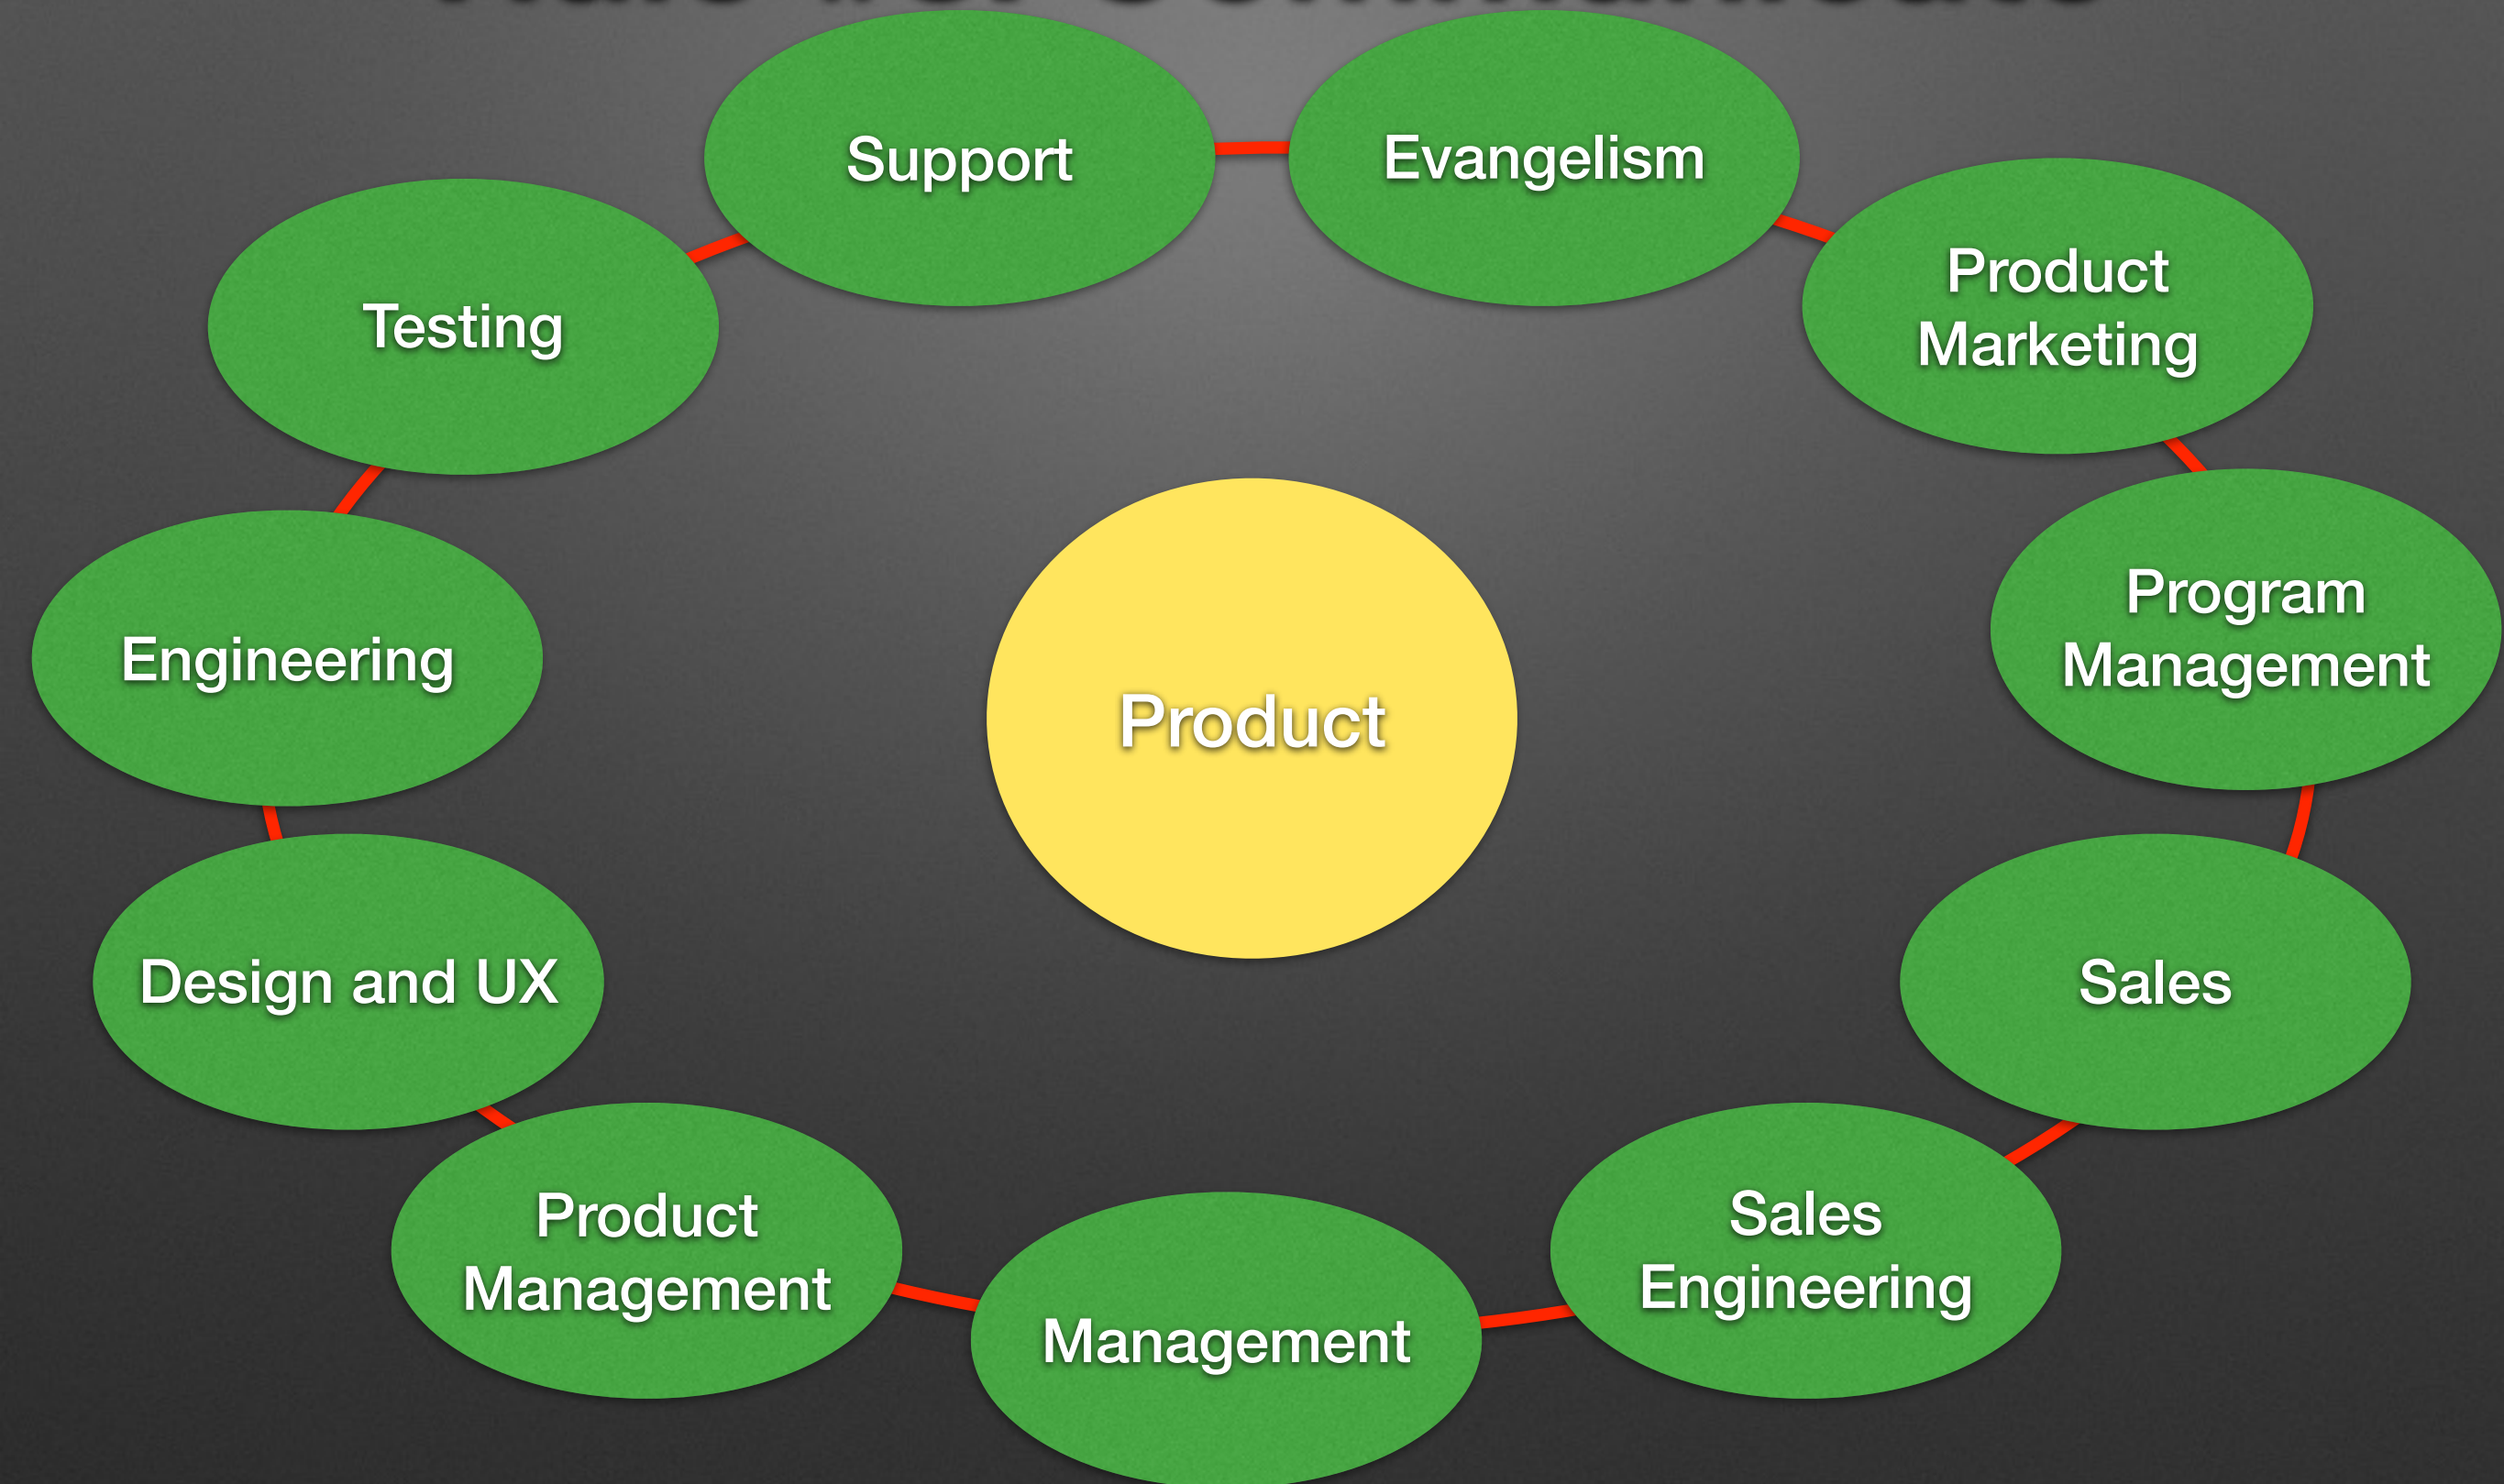 Support
Evangelism
Product
Marketing
Testing
Program
Management
Engineering
Product
Design and UX
Sales
Product
Management
Sales
Engineering
Management